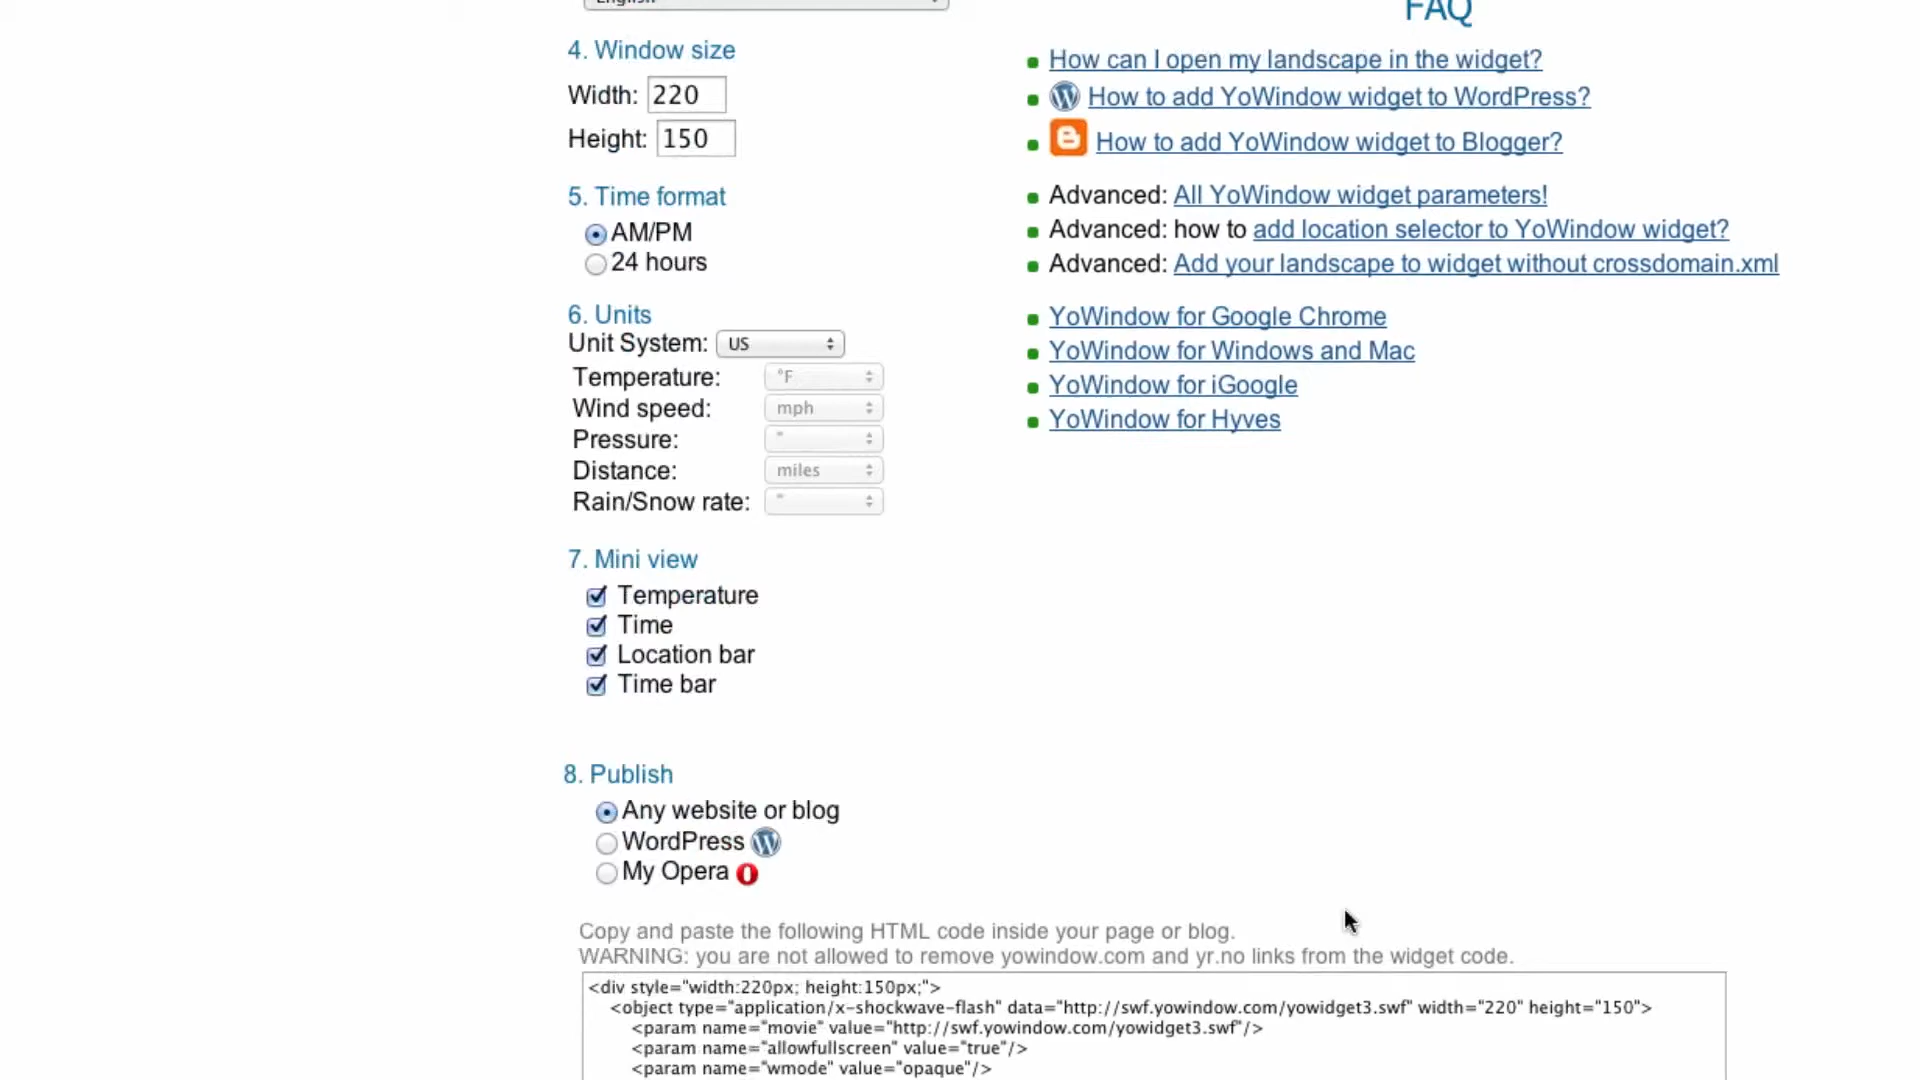 English
FAQ
4. Window size
Width: 220
Height: 150
5. Time format
AM/PM
24 hours
6. Units
Unit System: US
Temperature: °F
Wind speed: mph
Pressure: "
Distance: miles
Rain/Snow rate: "
7. Mini view
Temperature
Time
Location bar
Time bar
8. Publish
Any website or blog
WordPress
My Opera
How can I open my landscape in the widget?
How to add YoWindow widget to WordPress?
How to add YoWindow widget to Blogger?
Advanced: All YoWindow widget parameters!
Advanced: how to add location selector to YoWindow widget?
Advanced: Add your landscape to widget without crossdomain.xml
YoWindow for Google Chrome
YoWindow for Windows and Mac
YoWindow for iGoogle
YoWindow for Hyves
Copy and paste the following HTML code inside your page or blog.
WARNING: you are not allowed to remove yowindow.com and yr.no links from the widget code.
<div style="width:220px; height:150px;">
<object type="application/x-shockwave-flash" data="http://swf.yowindow.com/yowidget3.swf" width="220" height="150">
<param name="movie" value="http://swf.yowindow.com/yowidget3.swf"/>
<param name="allowfullscreen" value="true"/>
<param name="wmode" value="opaque"/>